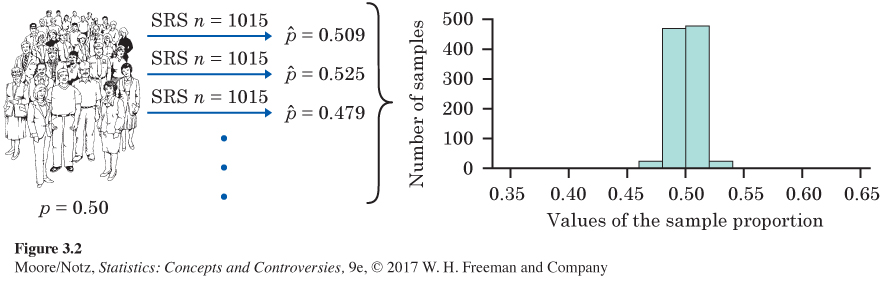 SRS n = 1015
p̂ = 0.509
SRS n = 1015
p̂ = 0.525
SRS n = 1015
p̂ = 0.479
p = 0.50
Number of samples
500
400
300
200
100
0
0.35 0.40 0.45 0.50 0.55 0.60 0.65
Values of the sample proportion
Figure 3.2
Moore/Notz, Statistics: Concepts and Controversies, 9e, © 2017 W. H. Freeman and Company